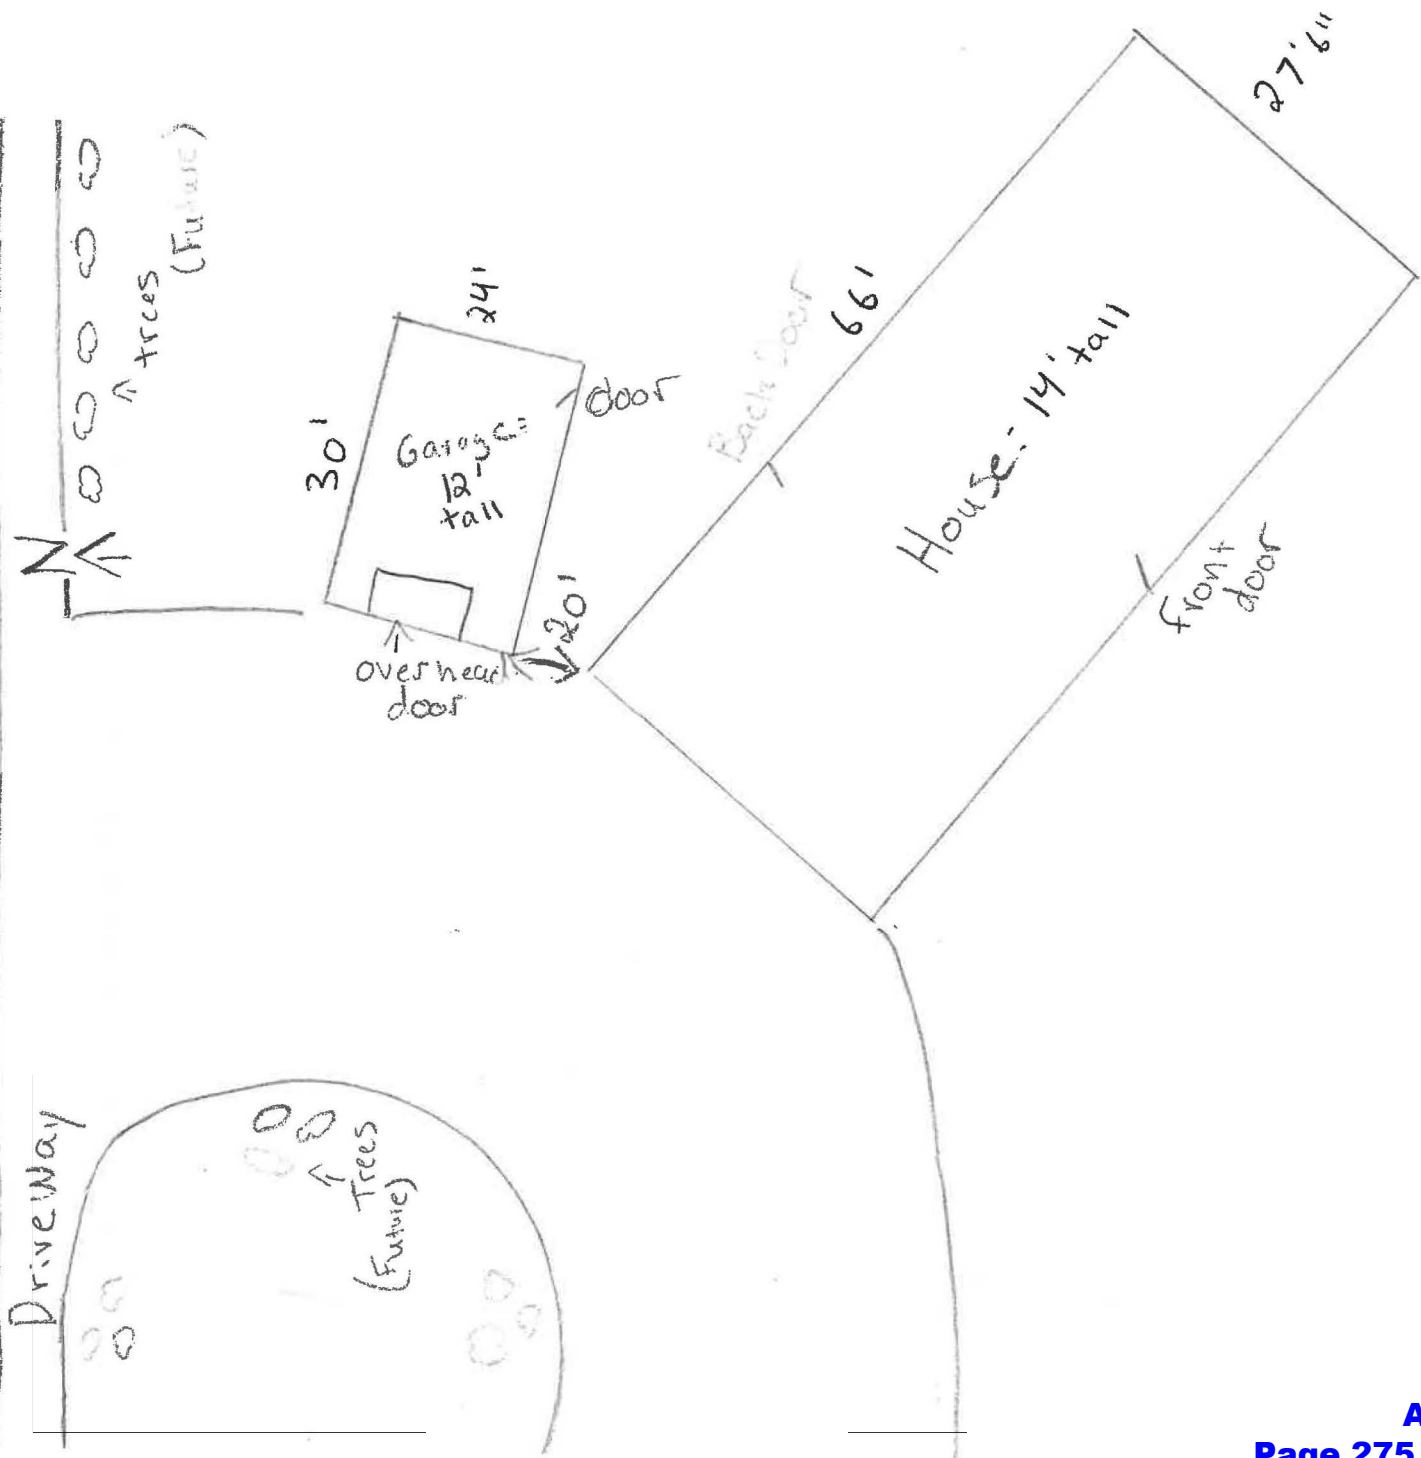 27'6"
trees
(Future)
24'
66'
Back Door
door
30'
Garage:
12'
tall
House: 14' tall
N
20'
front
door
overhead
door
Driveway
Trees
(Future)
A
Page 275